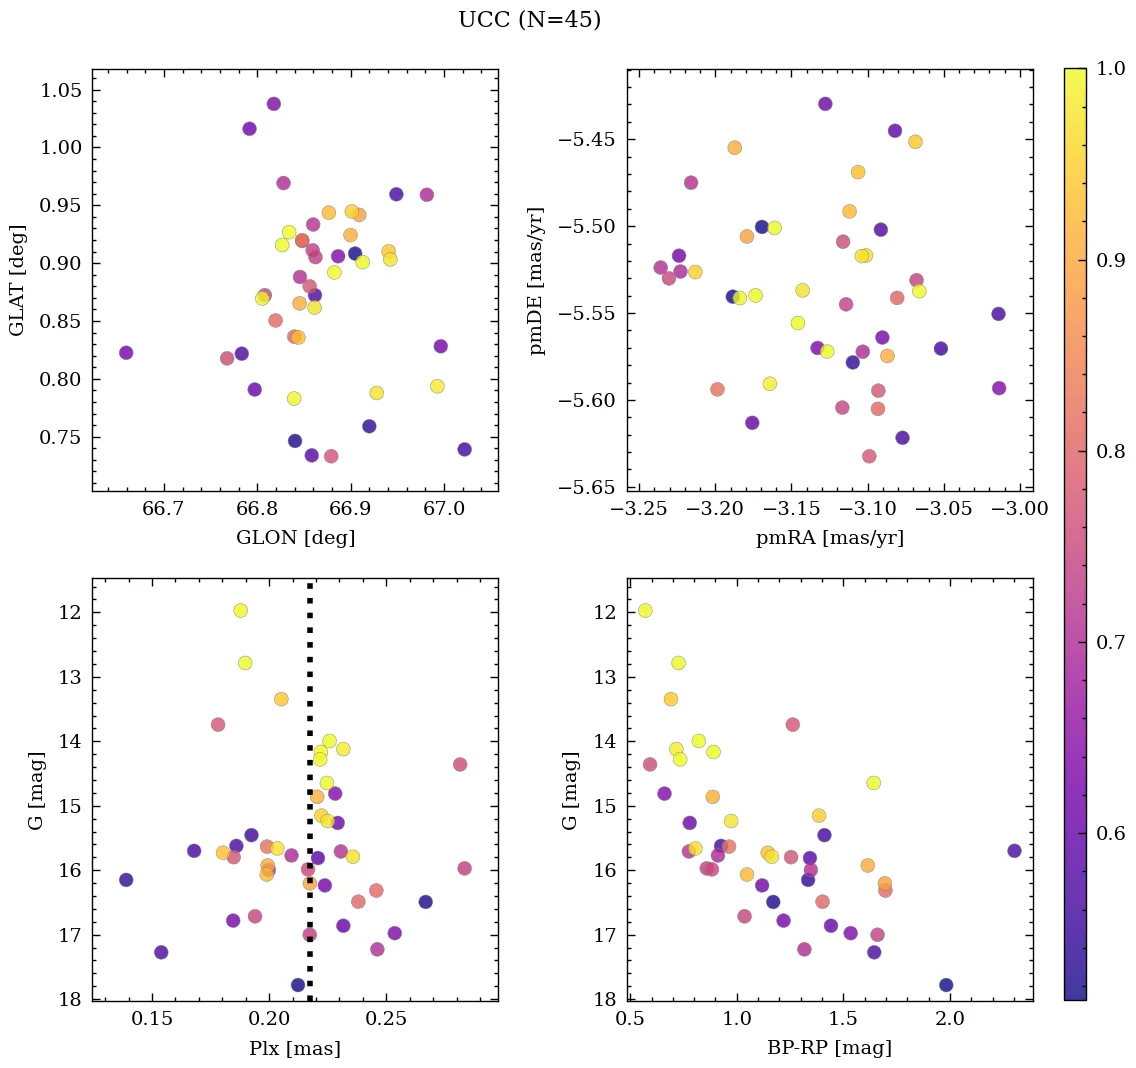 UCC (N=45)
1.05
1.00
0.95
0.90
0.85
0.80
0.75
GLAT [deg]
66.7 66.8 66.9 67.0
GLON [deg]
−5.45
−5.50
−5.55
−5.60
−5.65
pmDE [mas/yr]
−3.25 −3.20 −3.15 −3.10 −3.05 −3.00
pmRA [mas/yr]
12
13
14
15
16
17
18
G [mag]
0.15 0.20 0.25
Plx [mas]
12
13
14
15
16
17
18
G [mag]
0.5 1.0 1.5 2.0
BP-RP [mag]
1.0
0.9
0.8
0.7
0.6